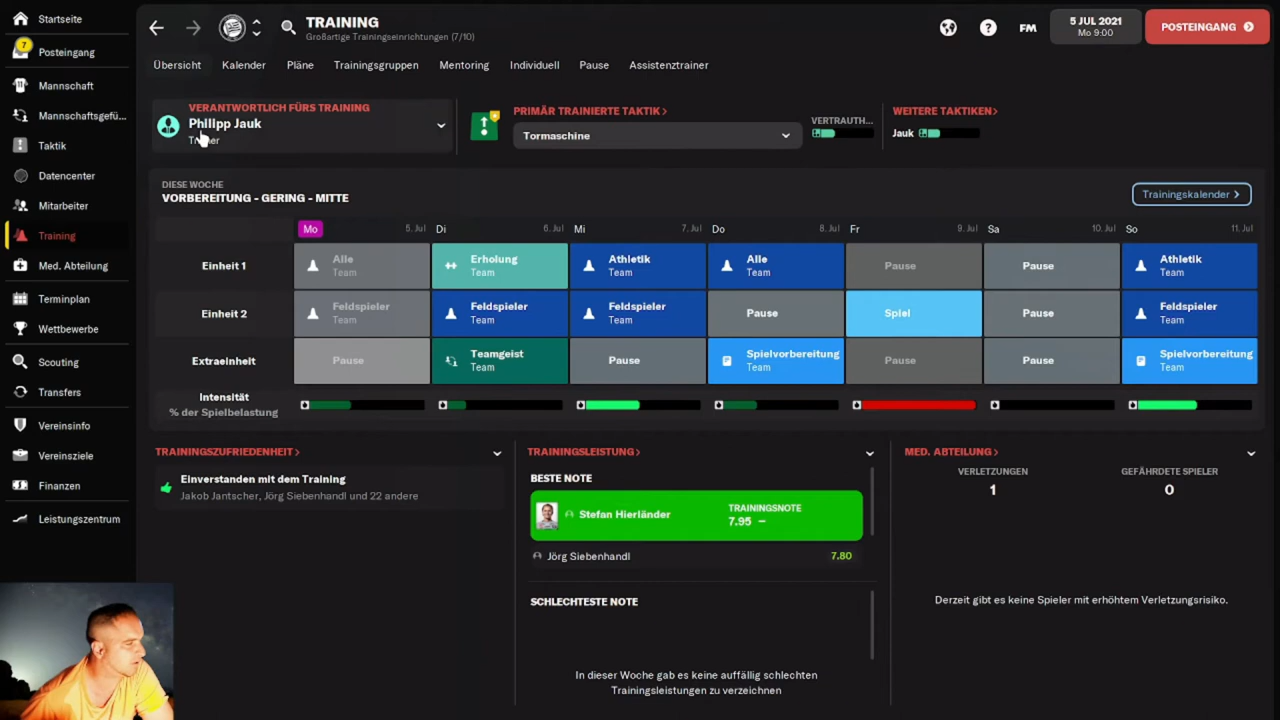 Startseite
7
Posteingang
Mannschaft
Mannschaftsgefü...
Taktik
Datencenter
Mitarbeiter
Training
Med. Abteilung
Terminplan
Wettbewerbe
Scouting
Transfers
Vereinsinfo
Vereinsziele
Finanzen
Leistungszentrum
TRAINING
Großartige Trainingseinrichtungen (7/10)
FM
5 JUL 2021
Mo 9:00
POSTEINGANG
Übersicht Kalender Pläne Trainingsgruppen Mentoring Individuell Pause Assistenztrainer
VERANTWORTLICH FÜRS TRAINING
Philipp Jauk
Trainer
PRIMÄR TRAINIERTE TAKTIK >
Tormaschine
VERTRAUTH...
WEITERE TAKTIKEN >
Jauk
DIESE WOCHE
VORBEREITUNG - GERING - MITTE
Trainingskalender >
Mo 5. Jul Di 6. Jul Mi 7. Jul Do 8. Jul Fr 9. Jul Sa 10. Jul So 11. Jul
Einheit 1
Alle
Team
Erholung
Team
Athletik
Team
Alle
Team
Pause
Pause
Athletik
Team
Einheit 2
Feldspieler
Team
Feldspieler
Team
Feldspieler
Team
Pause
Spiel
Pause
Feldspieler
Team
Extraeinheit
Pause
Teamgeist
Team
Pause
Spielvorbereitung
Team
Pause
Pause
Spielvorbereitung
Team
Intensität
% der Spielbelastung
TRAININGSZUFRIEDENHEIT >
Einverstanden mit dem Training
Jakob Jantscher, Jörg Siebenhandl und 22 andere
TRAININGSLEISTUNG >
BESTE NOTE
Stefan Hierländer
TRAININGSNOTE
7.95 –
Jörg Siebenhandl 7.80
SCHLECHTESTE NOTE
In dieser Woche gab es keine auffällig schlechten
Trainingsleistungen zu verzeichnen
MED. ABTEILUNG >
VERLETZUNGEN
1
GEFÄHRDETE SPIELER
0
Derzeit gibt es keine Spieler mit erhöhtem Verletzungsrisiko.